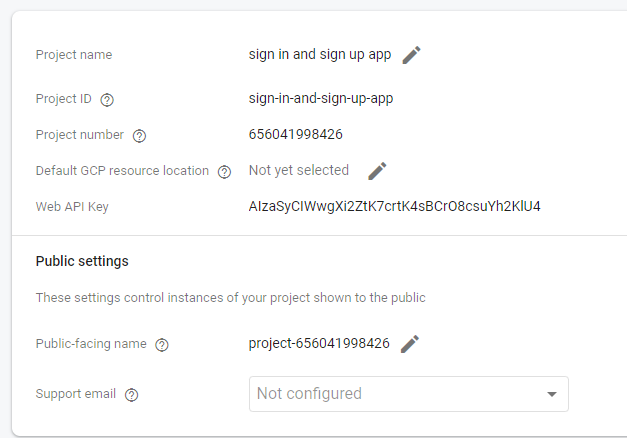 Project name sign in and sign up app
Project ID sign-in-and-sign-up-app
Project number 656041998426
Default GCP resource location Not yet selected
Web API Key AIzaSyCIWwgXi2ZtK7crtK4sBCrO8csuYh2KlU4
Public settings
These settings control instances of your project shown to the public
Public-facing name project-656041998426
Support email Not configured